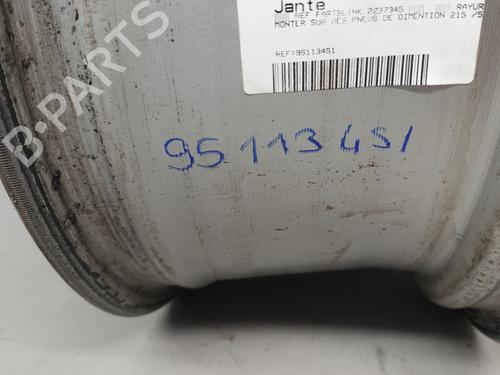 Jante
REF PARTSLINK 2237345 RAYUR
MONTER SUR DES PNEUS DE DIMENTION 215 /5
REF:95113451
95113451
B-PARTS